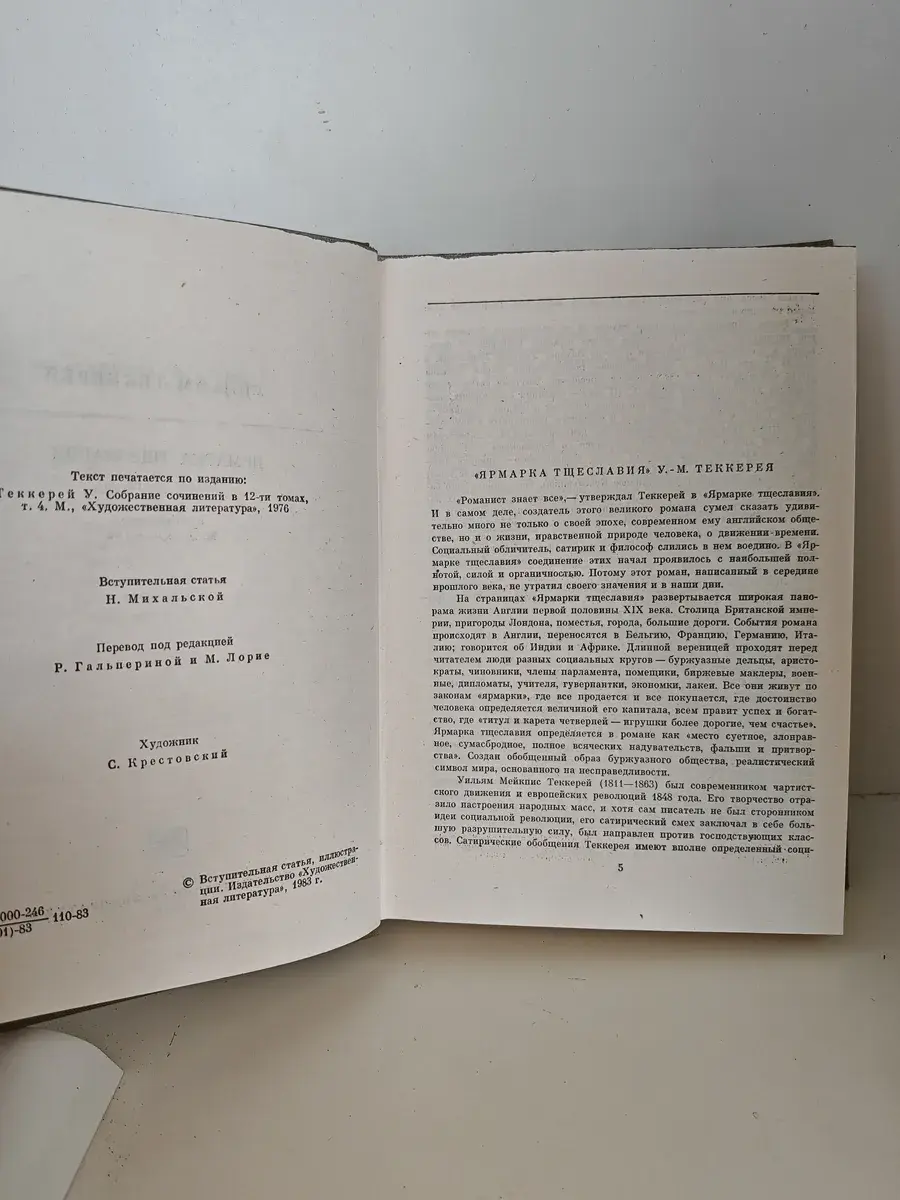 Текст печатается по изданию:
Теккерей У. Собрание сочинений в 12-ти томах,
т. 4. М., «Художественная литература», 1976
Вступительная статья
Н. Михальской
Перевод под редакцией
Р. Гальпериной и М. Лорие
Художник
С. Крестовский
© Вступительная статья, иллюстра-
ции. Издательство «Художествен-
ная литература», 1983 г.
000-246
01)-83
110-83
«ЯРМАРКА ТЩЕСЛАВИЯ» У.-М. ТЕККЕРЕЯ
«Романист знает все»,— утверждал Теккерей в «Ярмарке тщеславия».
И в самом деле, создатель этого великого романа сумел сказать удиви-
тельно много не только о своей эпохе, современном ему английском обще-
стве, но и о жизни, нравственной природе человека, о движении времени.
Социальный обличитель, сатирик и философ слились в нем воедино. В «Яр-
марке тщеславия» соединение этих начал проявилось с наибольшей пол-
нотой, силой и органичностью. Потому этот роман, написанный в середине
прошлого века, не утратил своего значения и в наши дни.
На страницах «Ярмарки тщеславия» развертывается широкая пано-
рама жизни Англии первой половины XIX века. Столица Британской импе-
рии, пригороды Лондона, поместья, города, большие дороги. События романа
происходят в Англии, переносятся в Бельгию, Францию, Германию, Ита-
лию; говорится об Индии и Африке. Длинной вереницей проходят перед
читателем люди разных социальных кругов — буржуазные дельцы, аристо-
краты, чиновники, члены парламента, помещики, биржевые маклеры, воен-
ные, дипломаты, учителя, гувернантки, экономки, лакеи. Все они живут по
законам «ярмарки», где все продается и все покупается, где достоинство
человека определяется величиной его капитала, всем правит успех и богат-
ство, где «титул и карета четверней — игрушки более дорогие, чем счастье».
Ярмарка тщеславия определяется в романе как «место суетное, злонрав-
ное, сумасбродное, полное всяческих надувательств, фальши и притвор-
ства». Создан обобщенный образ буржуазного общества, реалистический
символ мира, основанного на несправедливости.
Уильям Мейкпис Теккерей (1811—1863) был современником чартист-
ского движения и европейских революций 1848 года. Его творчество отра-
зило настроения народных масс, и хотя сам писатель не был сторонником
идеи социальной революции, его сатирический смех заключал в себе боль-
шую разрушительную силу, был направлен против господствующих клас-
сов. Сатирические обобщения Теккерея имеют вполне определенный соци-
5